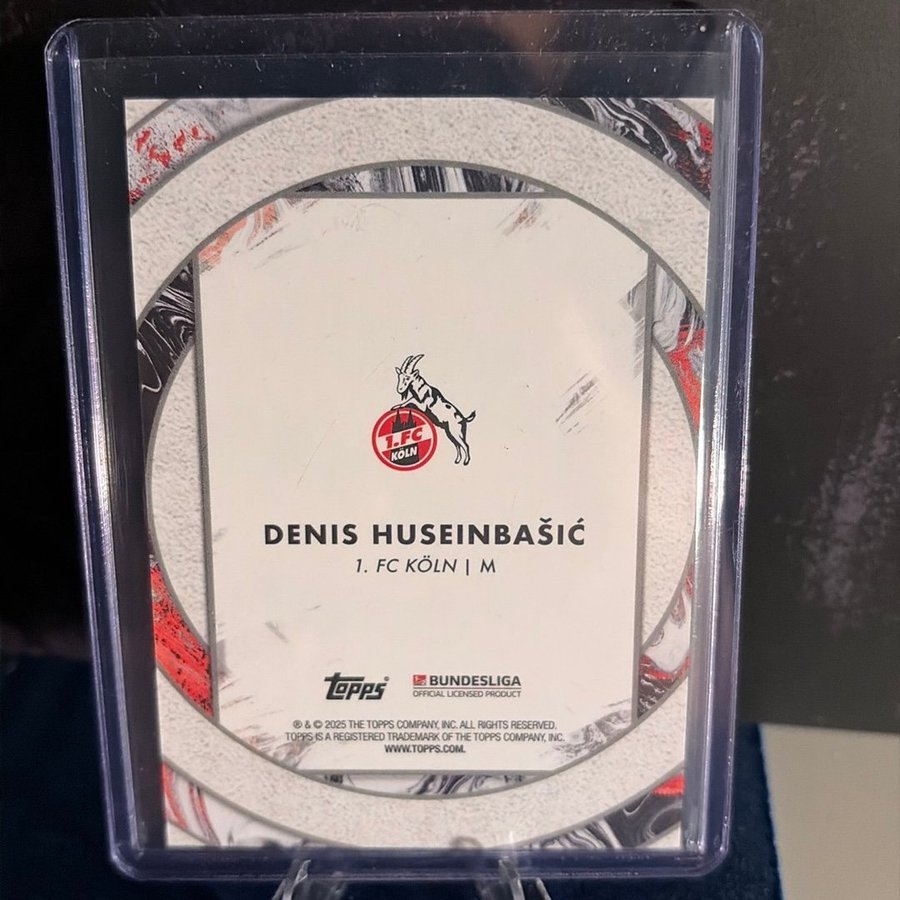 1.FC
KÖLN
DENIS HUSEINBAŠIĆ
1. FC KÖLN | M
topps®
BUNDESLIGA
OFFICIAL LICENSED PRODUCT
® & © 2025 THE TOPPS COMPANY, INC. ALL RIGHTS RESERVED.
TOPPS IS A REGISTERED TRADEMARK OF THE TOPPS COMPANY, INC.
WWW.TOPPS.COM.